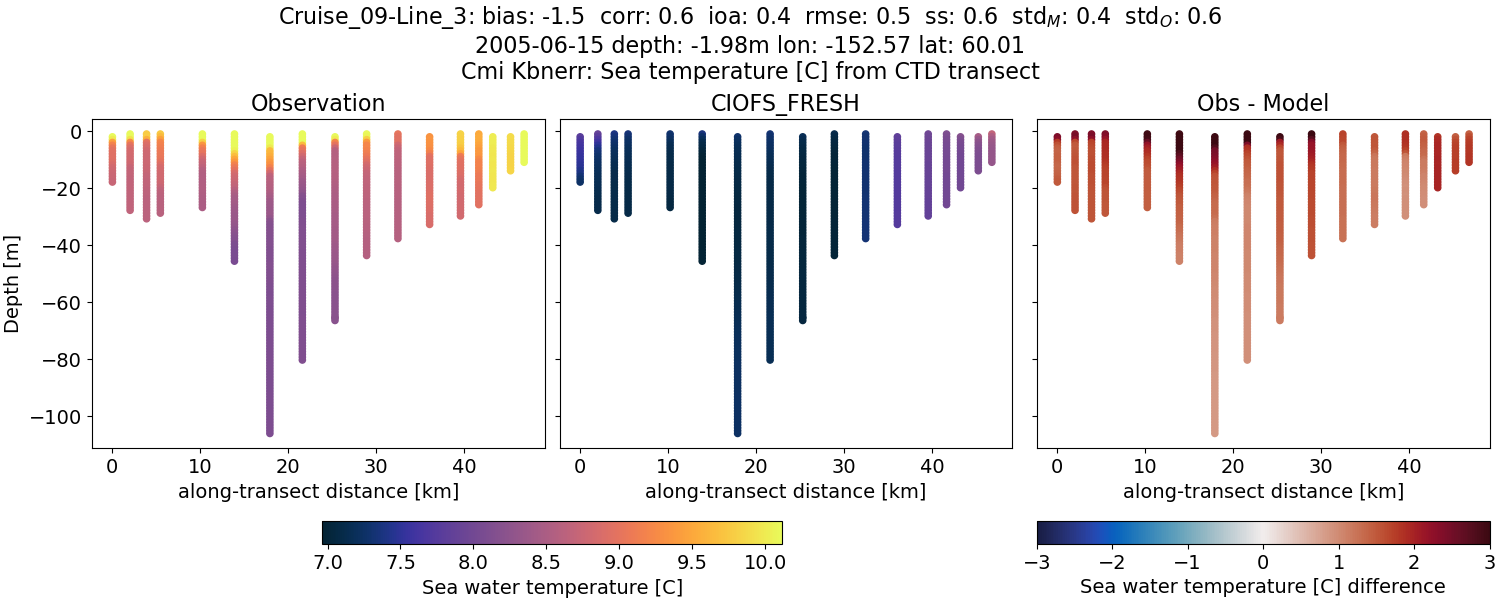 Cruise_09-Line_3: bias: -1.5  corr: 0.6  ioa: 0.4  rmse: 0.5  ss: 0.6  std_M: 0.4  std_O: 0.6
2005-06-15 depth: -1.98m lon: -152.57 lat: 60.01
Cmi Kbnerr: Sea temperature [C] from CTD transect
Observation
CIOFS_FRESH
Obs - Model
Depth [m]
0
−20
−40
−60
−80
−100
0 10 20 30 40
0 10 20 30 40
0 10 20 30 40
along-transect distance [km]
along-transect distance [km]
along-transect distance [km]
7.0 7.5 8.0 8.5 9.0 9.5 10.0
Sea water temperature [C]
−3 −2 −1 0 1 2 3
Sea water temperature [C] difference